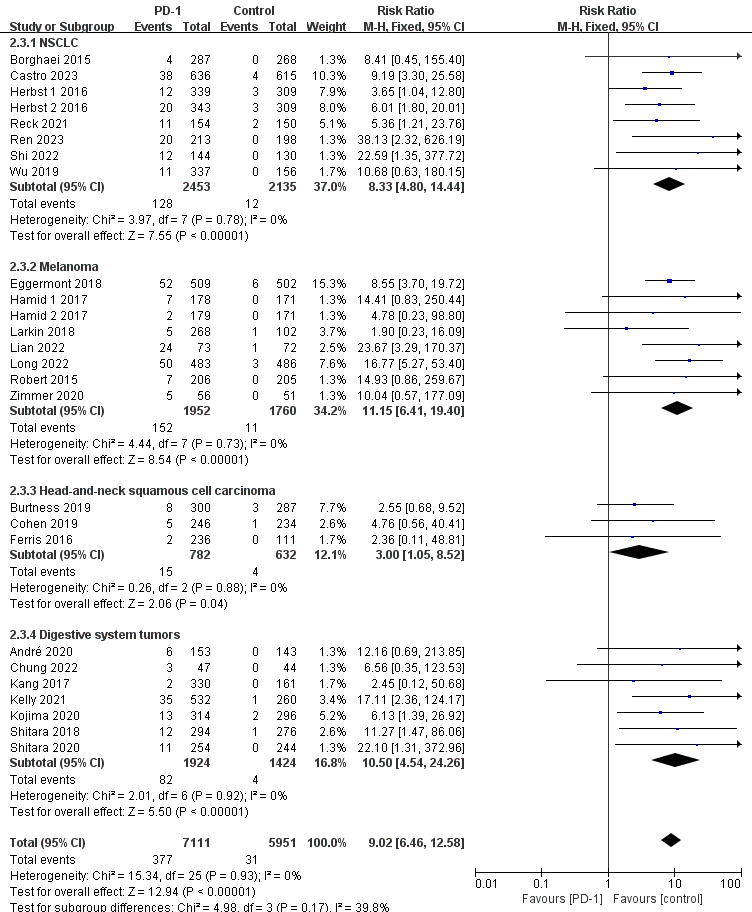 PD-1 Control Risk Ratio Risk Ratio
Study or Subgroup Events Total Events Total Weight M-H, Fixed, 95% CI M-H, Fixed, 95% CI
2.3.1 NSCLC
Borghaei 2015 4 287 0 268 1.3% 8.41 [0.45, 155.40]
Castro 2023 38 636 4 615 10.3% 9.19 [3.30, 25.58]
Herbst 1 2016 12 339 3 309 7.9% 3.65 [1.04, 12.80]
Herbst 2 2016 20 343 3 309 7.9% 6.01 [1.80, 20.01]
Reck 2021 11 154 2 150 5.1% 5.36 [1.21, 23.76]
Ren 2023 20 213 0 198 1.3% 38.13 [2.32, 626.19]
Shi 2022 12 144 0 130 1.3% 22.59 [1.35, 377.72]
Wu 2019 11 337 0 156 1.7% 10.68 [0.63, 180.15]
Subtotal (95% CI) 2453 2135 37.0% 8.33 [4.80, 14.44]
Total events 128 12
Heterogeneity: Chi² = 3.97, df = 7 (P = 0.78); I² = 0%
Test for overall effect: Z = 7.55 (P < 0.00001)
2.3.2 Melanoma
Eggermont 2018 52 509 6 502 15.3% 8.55 [3.70, 19.72]
Hamid 1 2017 7 178 0 171 1.3% 14.41 [0.83, 250.44]
Hamid 2 2017 2 179 0 171 1.3% 4.78 [0.23, 98.80]
Larkin 2018 5 268 1 102 3.7% 1.90 [0.23, 16.09]
Lian 2022 24 73 1 72 2.5% 23.67 [3.29, 170.37]
Long 2022 50 483 3 486 7.6% 16.77 [5.27, 53.40]
Robert 2015 7 206 0 205 1.3% 14.93 [0.86, 259.67]
Zimmer 2020 5 56 0 51 1.3% 10.04 [0.57, 177.09]
Subtotal (95% CI) 1952 1760 34.2% 11.15 [6.41, 19.40]
Total events 152 11
Heterogeneity: Chi² = 4.44, df = 7 (P = 0.73); I² = 0%
Test for overall effect: Z = 8.54 (P < 0.00001)
2.3.3 Head-and-neck squamous cell carcinoma
Burtness 2019 8 300 3 287 7.7% 2.55 [0.68, 9.52]
Cohen 2019 5 246 1 234 2.6% 4.76 [0.56, 40.41]
Ferris 2016 2 236 0 111 1.7% 2.36 [0.11, 48.81]
Subtotal (95% CI) 782 632 12.1% 3.00 [1.05, 8.52]
Total events 15 4
Heterogeneity: Chi² = 0.26, df = 2 (P = 0.88); I² = 0%
Test for overall effect: Z = 2.06 (P = 0.04)
2.3.4 Digestive system tumors
André 2020 6 153 0 143 1.3% 12.16 [0.69, 213.85]
Chung 2022 3 47 0 44 1.3% 6.56 [0.35, 123.53]
Kang 2017 2 330 0 161 1.7% 2.45 [0.12, 50.68]
Kelly 2021 35 532 1 260 3.4% 17.11 [2.36, 124.17]
Kojima 2020 13 314 2 296 5.2% 6.13 [1.39, 26.92]
Shitara 2018 12 294 1 276 2.6% 11.27 [1.47, 86.06]
Shitara 2020 11 254 0 244 1.3% 22.10 [1.31, 372.96]
Subtotal (95% CI) 1924 1424 16.8% 10.50 [4.54, 24.26]
Total events 82 4
Heterogeneity: Chi² = 2.01, df = 6 (P = 0.92); I² = 0%
Test for overall effect: Z = 5.50 (P < 0.00001)
Total (95% CI) 7111 5951 100.0% 9.02 [6.46, 12.58]
Total events 377 31
Heterogeneity: Chi² = 15.34, df = 25 (P = 0.93); I² = 0%
Test for overall effect: Z = 12.94 (P < 0.00001)
Test for subgroup differences: Chi² = 4.98, df = 3 (P = 0.17), I² = 39.8%
0.01 0.1 1 10 100
Favours [PD-1] Favours [control]